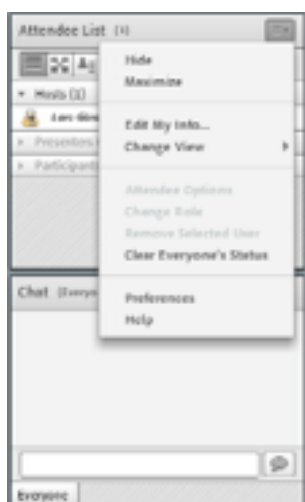 Attendee List (1)
Hide
Maximize
Hosts (1)
Edit My Info...
Presenters
Change View
Participants
Attendee Options
Change Role
Remove Selected User
Clear Everyone's Status
Chat (Everyo
Preferences
Help
Everyone